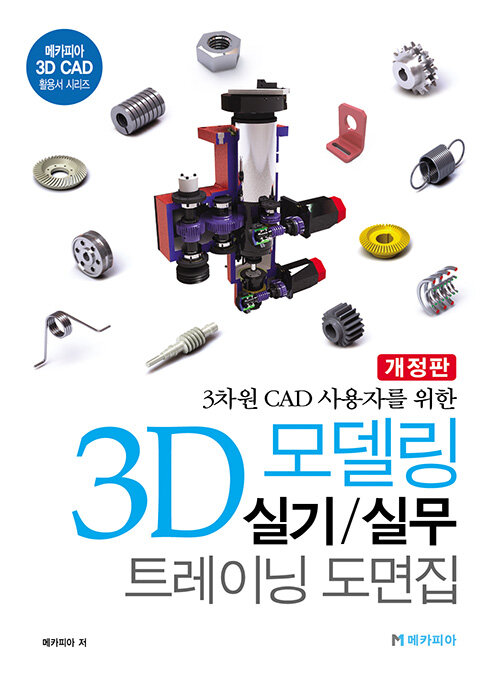 메카피아
3D CAD
활용서 시리즈
개정판
3차원 CAD 사용자를 위한
3D 모델링
실기/실무
트레이닝 도면집
메카피아 저
M 메카피아